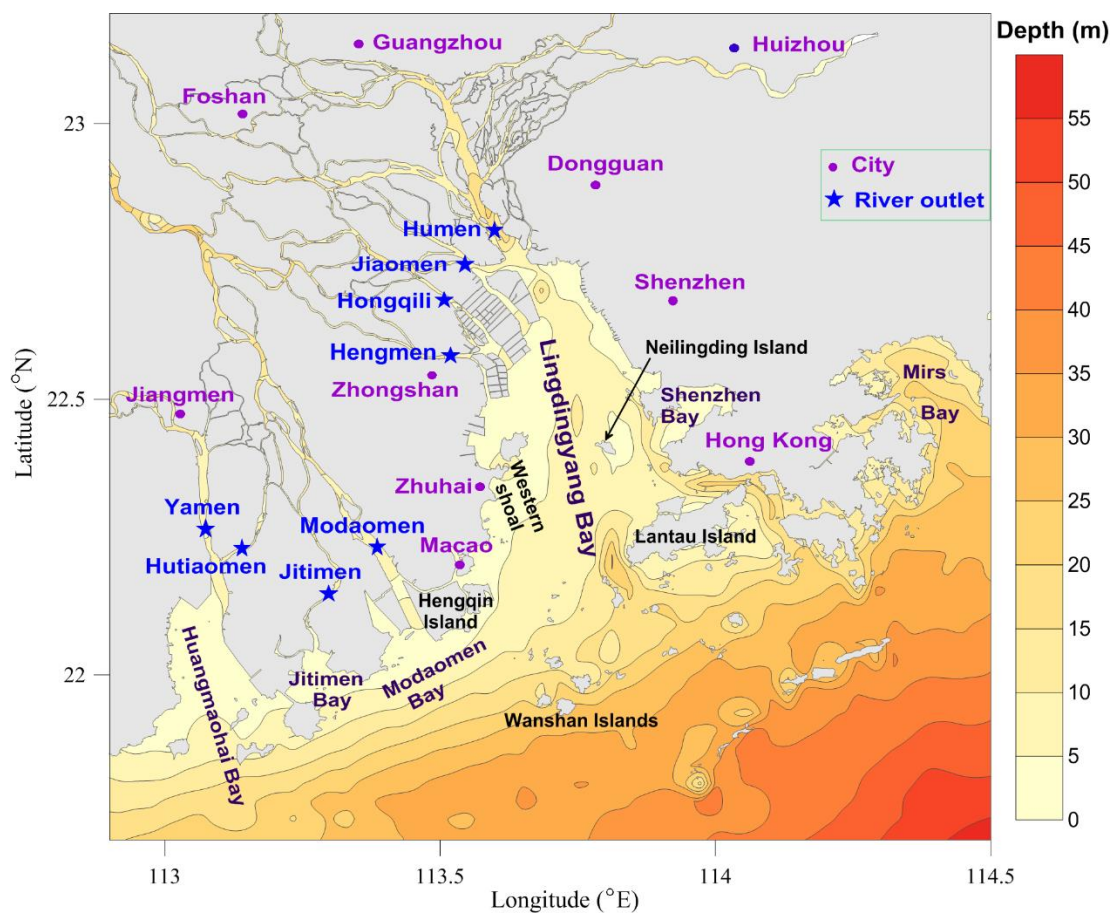 Depth (m)
Guangzhou
Huizhou
Foshan
Dongguan
City
River outlet
Humen
Jiaomen
Hongqili
Hengmen
Shenzhen
Neilingding Island
Zhongshan
Jiangmen
Lingdingyang Bay
Shenzhen
Bay
Mirs
Bay
Hong Kong
Western
shoal
Zhuhai
Yamen
Modaomen
Macao
Lantau Island
Hutiaomen
Jitimen
Hengqin
Island
Huangmaohai Bay
Jitimen
Bay
Modaomen
Bay
Wanshan Islands
55
50
45
40
35
30
25
20
15
10
5
0
23
22.5
22
Latitude (°N)
113
113.5
114
114.5
Longitude (°E)